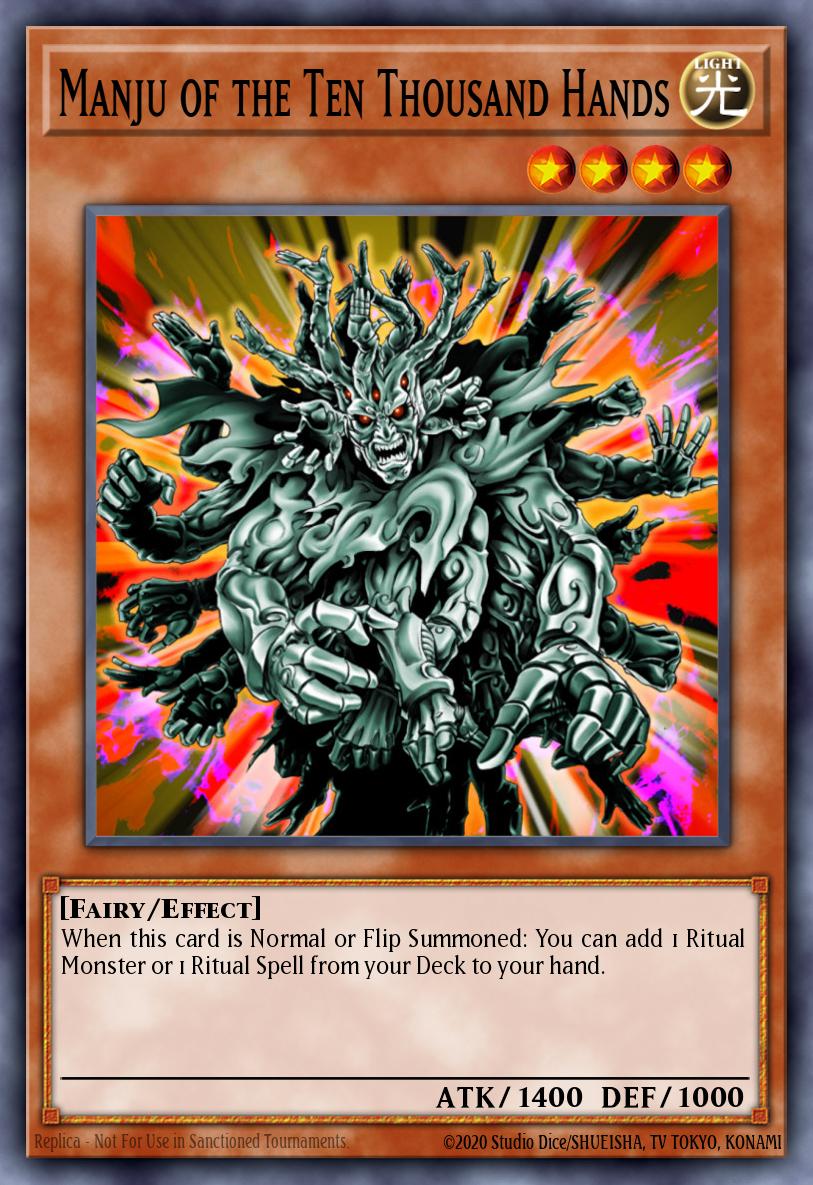 Manju of the Ten Thousand Hands
LIGHT
光
[Fairy/Effect]
When this card is Normal or Flip Summoned: You can add 1 Ritual
Monster or 1 Ritual Spell from your Deck to your hand.
ATK/1400 DEF/1000
Replica - Not For Use in Sanctioned Tournaments.
©2020 Studio Dice/SHUEISHA, TV TOKYO, KONAMI